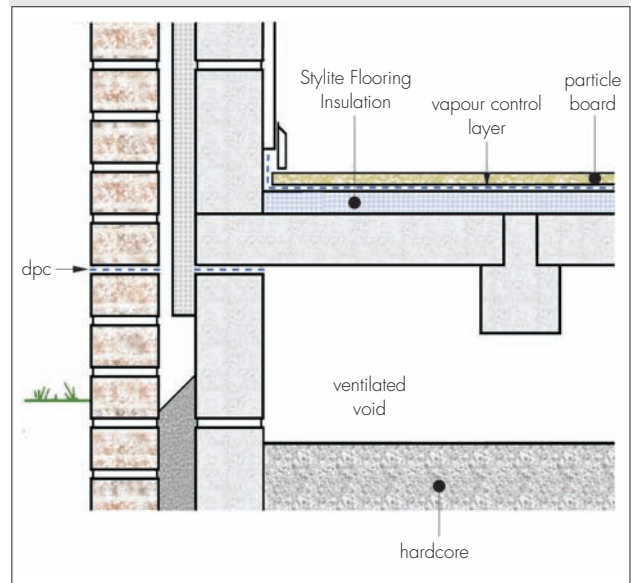 Stylite Flooring
Insulation
vapour control
layer
particle
board
dpc
ventilated
void
hardcore